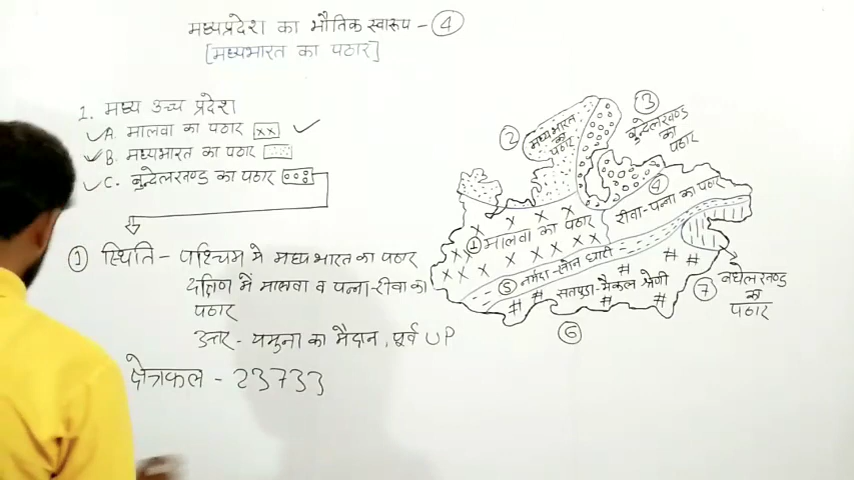 मध्यप्रदेश का भौतिक स्वारूप - ④
[मध्यभारत का पठार]
1. मध्य उच्च प्रदेश
A. मालवा का पठार xx
B. मध्यभारत का पठार
C. बुन्देलखण्ड का पठार
① स्थिति - पश्चिम मे मध्यभारत का पठार
दक्षिण में मालवा व पन्ना-रीवा का
पठार
उत्तर - यमुना का मैदान, पूर्व UP
क्षेत्रफल - 23733
② मध्यभारत
का
पठार
③
बुन्देलखण्ड
का
पठार
④
रीवा-पन्ना का पठार
① मालवा का पठार
⑤ नर्मदा-सोन घाटी
सतपुड़ा-मैकल श्रेणी
⑥
⑦ बघेलखण्ड
का
पठार